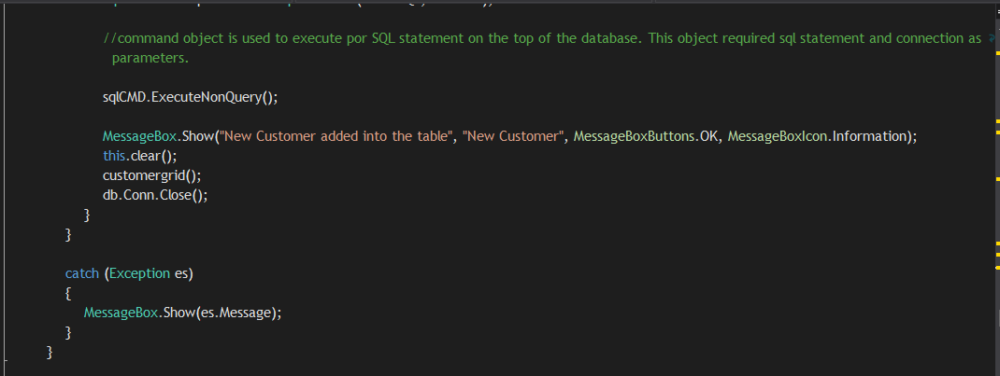 //command object is used to execute por SQL statement on the top of the database. This object required sql statement and connection as
parameters.
sqlCMD.ExecuteNonQuery();
MessageBox.Show("New Customer added into the table", "New Customer", MessageBoxButtons.OK, MessageBoxIcon.Information);
this.clear();
customergrid();
db.Conn.Close();
}
}
catch (Exception es)
{
MessageBox.Show(es.Message);
}
}